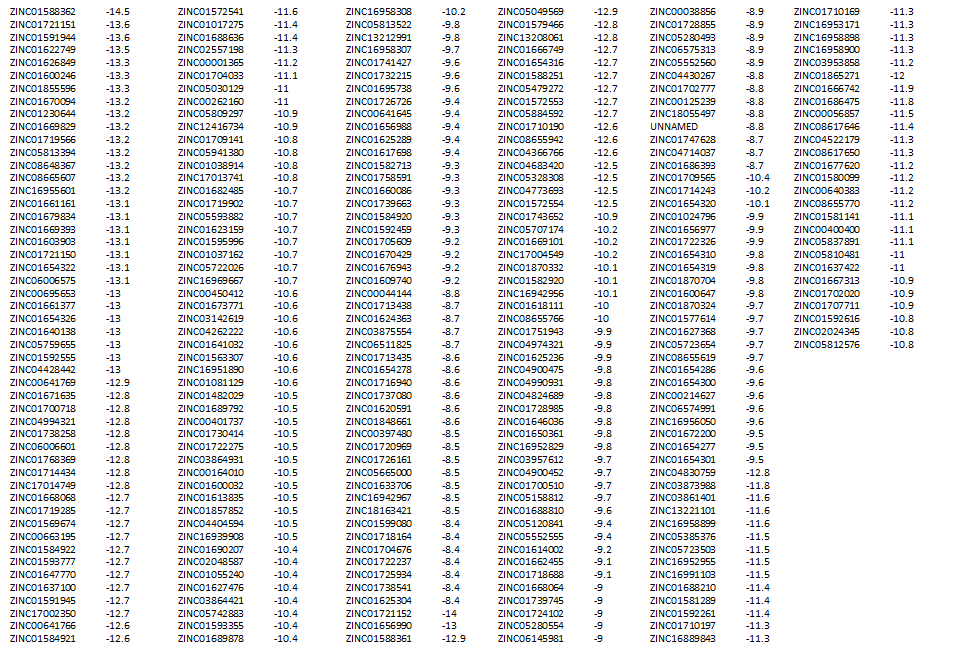 ZINC01588362 -14.5 ZINC01572541 -11.6 ZINC16958308 -10.2 ZINC05049569 -12.9 ZINC00038856 -8.9 ZINC01710169 -11.3
ZINC01721151 -13.6 ZINC01017275 -11.4 ZINC05813522 -9.8 ZINC01579466 -12.8 ZINC01728855 -8.9 ZINC16953171 -11.3
ZINC01591944 -13.6 ZINC01688636 -11.4 ZINC13212991 -9.8 ZINC13208061 -12.8 ZINC05280493 -8.9 ZINC16958898 -11.3
ZINC01622749 -13.5 ZINC02557198 -11.3 ZINC16958307 -9.7 ZINC01666749 -12.7 ZINC06575313 -8.9 ZINC16958900 -11.3
ZINC01626849 -13.3 ZINC00001365 -11.2 ZINC01741427 -9.6 ZINC01654316 -12.7 ZINC05552560 -8.9 ZINC03953858 -11.2
ZINC01600246 -13.3 ZINC01704033 -11.1 ZINC01732215 -9.6 ZINC01588251 -12.7 ZINC04430267 -8.8 ZINC01865271 -12
ZINC01855596 -13.3 ZINC05030129 -11 ZINC01695738 -9.6 ZINC05479272 -12.7 ZINC01702777 -8.8 ZINC01666742 -11.9
ZINC01670094 -13.2 ZINC00262160 -11 ZINC01726726 -9.4 ZINC01572553 -12.7 ZINC00125239 -8.8 ZINC01686475 -11.8
ZINC01230644 -13.2 ZINC05809297 -10.9 ZINC00641645 -9.4 ZINC05884592 -12.7 ZINC18055497 -8.8 ZINC00056857 -11.5
ZINC01669829 -13.2 ZINC12416734 -10.9 ZINC01656988 -9.4 ZINC01710190 -12.6 UNNAMED -8.8 ZINC08617646 -11.4
ZINC01719566 -13.2 ZINC01709141 -10.8 ZINC01625289 -9.4 ZINC08655942 -12.6 ZINC01747628 -8.7 ZINC04522179 -11.3
ZINC05813394 -13.2 ZINC05941380 -10.8 ZINC01617698 -9.4 ZINC04366766 -12.6 ZINC04714037 -8.7 ZINC08617650 -11.3
ZINC08648367 -13.2 ZINC01038914 -10.8 ZINC01582713 -9.3 ZINC04683420 -12.5 ZINC01686393 -8.7 ZINC01677620 -11.2
ZINC08665607 -13.2 ZINC17013741 -10.8 ZINC01758591 -9.3 ZINC05328308 -12.5 ZINC01709565 -10.4 ZINC01580099 -11.2
ZINC16955601 -13.2 ZINC01682485 -10.7 ZINC01660086 -9.3 ZINC04773693 -12.5 ZINC01714243 -10.2 ZINC00640383 -11.2
ZINC01661161 -13.1 ZINC01719902 -10.7 ZINC01739663 -9.3 ZINC01572554 -12.5 ZINC01654320 -10.1 ZINC08655770 -11.2
ZINC01679834 -13.1 ZINC05593882 -10.7 ZINC01584920 -9.3 ZINC01743652 -10.9 ZINC01024796 -9.9 ZINC01581141 -11.1
ZINC01669393 -13.1 ZINC01623159 -10.7 ZINC01592459 -9.3 ZINC05707174 -10.2 ZINC01656977 -9.9 ZINC00400400 -11.1
ZINC01603903 -13.1 ZINC01595996 -10.7 ZINC01705609 -9.2 ZINC01669101 -10.2 ZINC01722326 -9.9 ZINC05837891 -11.1
ZINC01721150 -13.1 ZINC01037162 -10.7 ZINC01670429 -9.2 ZINC17004549 -10.2 ZINC01654310 -9.8 ZINC05810481 -11
ZINC01654322 -13.1 ZINC05722026 -10.7 ZINC01676943 -9.2 ZINC01870332 -10.1 ZINC01654319 -9.8 ZINC01637422 -11
ZINC06006575 -13.1 ZINC16969667 -10.7 ZINC01609740 -9.2 ZINC01582920 -10.1 ZINC01870704 -9.8 ZINC01667313 -10.9
ZINC00695653 -13 ZINC00450412 -10.6 ZINC00044144 -8.8 ZINC16942956 -10.1 ZINC01600647 -9.8 ZINC01702020 -10.9
ZINC01661377 -13 ZINC01673771 -10.6 ZINC01713438 -8.7 ZINC01618111 -10 ZINC01870324 -9.7 ZINC01707711 -10.9
ZINC01654326 -13 ZINC03142619 -10.6 ZINC01624363 -8.7 ZINC08655766 -10 ZINC01577614 -9.7 ZINC01592616 -10.8
ZINC01640138 -13 ZINC04262222 -10.6 ZINC03875554 -8.7 ZINC01751943 -9.9 ZINC01627368 -9.7 ZINC02024345 -10.8
ZINC05759655 -13 ZINC01641032 -10.6 ZINC06511825 -8.7 ZINC04974321 -9.9 ZINC05723654 -9.7 ZINC05812576 -10.8
ZINC01592555 -13 ZINC01563307 -10.6 ZINC01713435 -8.6 ZINC01625236 -9.9 ZINC08655619 -9.7
ZINC04428442 -13 ZINC16951890 -10.6 ZINC01654278 -8.6 ZINC04900475 -9.8 ZINC01654286 -9.6
ZINC00641769 -12.9 ZINC01081129 -10.6 ZINC01716940 -8.6 ZINC04990931 -9.8 ZINC01654300 -9.6
ZINC01671635 -12.8 ZINC01482029 -10.5 ZINC01737080 -8.6 ZINC04824689 -9.8 ZINC00214627 -9.6
ZINC01700718 -12.8 ZINC01689792 -10.5 ZINC01620591 -8.6 ZINC01728985 -9.8 ZINC06574991 -9.6
ZINC04994321 -12.8 ZINC00401737 -10.5 ZINC01848661 -8.6 ZINC01646036 -9.8 ZINC16956050 -9.6
ZINC01738258 -12.8 ZINC01730414 -10.5 ZINC00397480 -8.5 ZINC01650361 -9.8 ZINC01672200 -9.5
ZINC06006601 -12.8 ZINC01722275 -10.5 ZINC01720969 -8.5 ZINC16952829 -9.8 ZINC01654277 -9.5
ZINC01768369 -12.8 ZINC03864931 -10.5 ZINC01726161 -8.5 ZINC03957612 -9.7 ZINC01654301 -9.5
ZINC01714434 -12.8 ZINC00164010 -10.5 ZINC05665000 -8.5 ZINC04900452 -9.7 ZINC04830759 -12.8
ZINC17014749 -12.8 ZINC01600032 -10.5 ZINC01633706 -8.5 ZINC01700510 -9.7 ZINC03873988 -11.8
ZINC01668068 -12.7 ZINC01613835 -10.5 ZINC16942967 -8.5 ZINC05158812 -9.7 ZINC03861401 -11.6
ZINC01719285 -12.7 ZINC01857852 -10.5 ZINC18163421 -8.5 ZINC01688810 -9.6 ZINC13221101 -11.6
ZINC01569674 -12.7 ZINC04404594 -10.5 ZINC01599080 -8.4 ZINC05120841 -9.4 ZINC16958899 -11.6
ZINC00663195 -12.7 ZINC16939908 -10.5 ZINC01718164 -8.4 ZINC05552555 -9.4 ZINC05385376 -11.5
ZINC01584922 -12.7 ZINC01690207 -10.4 ZINC01704676 -8.4 ZINC01614002 -9.2 ZINC05723503 -11.5
ZINC01593777 -12.7 ZINC02048587 -10.4 ZINC01722237 -8.4 ZINC01662455 -9.1 ZINC16952955 -11.5
ZINC01647770 -12.7 ZINC01055240 -10.4 ZINC01725934 -8.4 ZINC01718688 -9.1 ZINC16991103 -11.5
ZINC01637100 -12.7 ZINC01627476 -10.4 ZINC01738541 -8.4 ZINC01668064 -9 ZINC01688210 -11.4
ZINC01591945 -12.7 ZINC03864421 -10.4 ZINC01625304 -8.4 ZINC01739745 -9 ZINC01581289 -11.4
ZINC17002350 -12.7 ZINC05742883 -10.4 ZINC01721152 -14 ZINC01724102 -9 ZINC01592261 -11.4
ZINC00641766 -12.6 ZINC01593355 -10.4 ZINC01656990 -13 ZINC05280554 -9 ZINC01710197 -11.3
ZINC01584921 -12.6 ZINC01689878 -10.4 ZINC01588361 -12.9 ZINC06145981 -9 ZINC16889843 -11.3